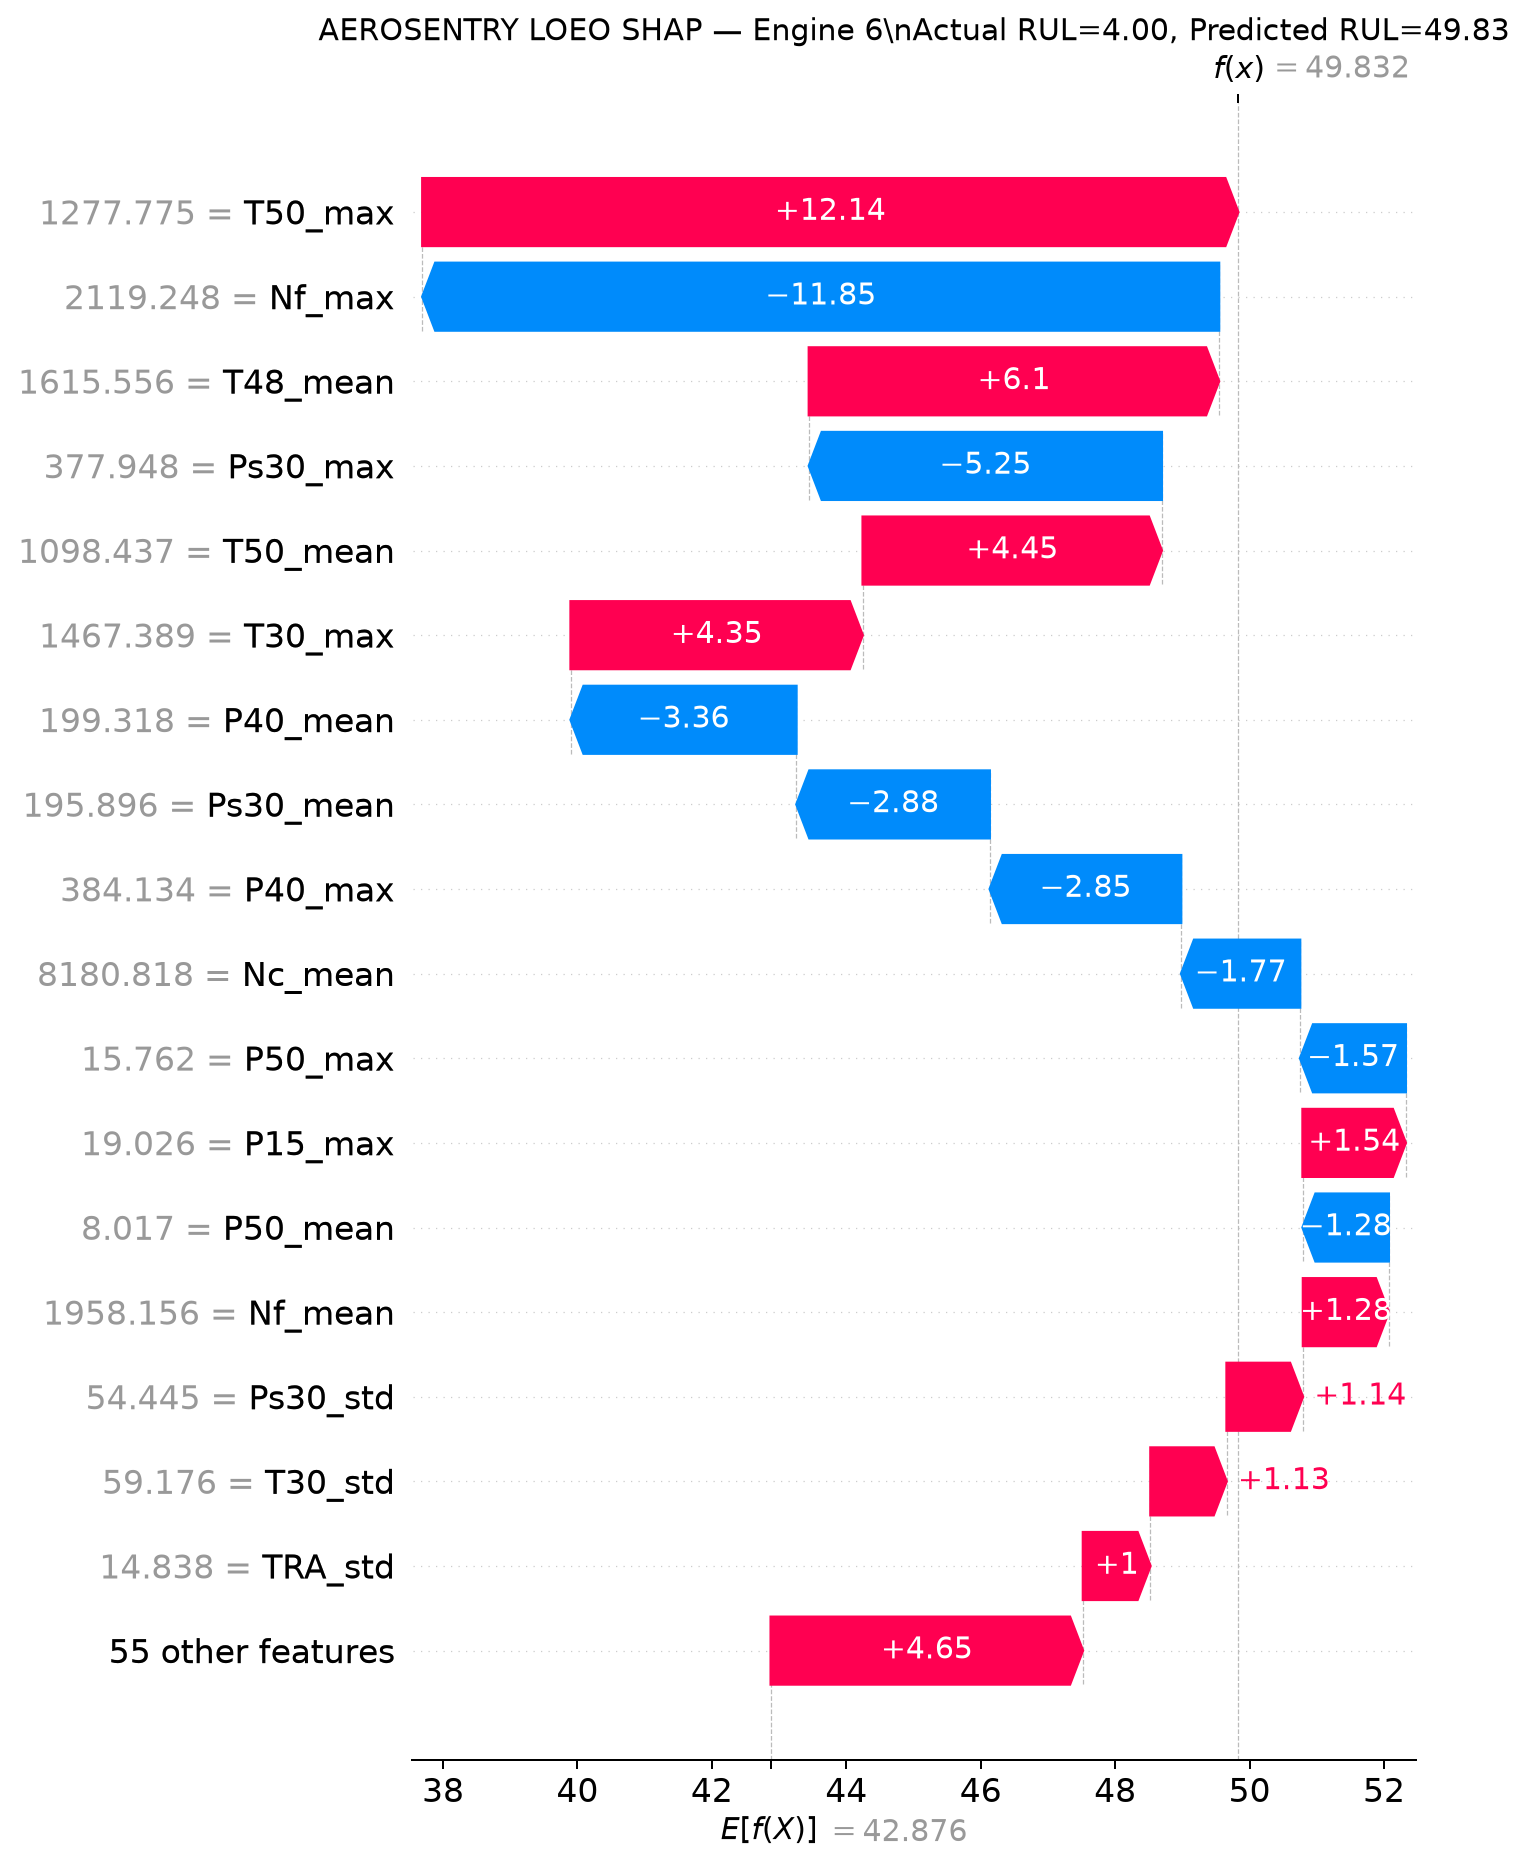 AEROSENTRY LOEO SHAP — Engine 6\nActual RUL=4.00, Predicted RUL=49.83
f(x) = 49.832
1277.775 = T50_max +12.14
2119.248 = Nf_max −11.85
1615.556 = T48_mean +6.1
377.948 = Ps30_max −5.25
1098.437 = T50_mean +4.45
1467.389 = T30_max +4.35
199.318 = P40_mean −3.36
195.896 = Ps30_mean −2.88
384.134 = P40_max −2.85
8180.818 = Nc_mean −1.77
15.762 = P50_max −1.57
19.026 = P15_max +1.54
8.017 = P50_mean −1.28
1958.156 = Nf_mean +1.28
54.445 = Ps30_std +1.14
59.176 = T30_std +1.13
14.838 = TRA_std +1
55 other features +4.65
38 40 42 44 46 48 50 52
E[f(X)] = 42.876